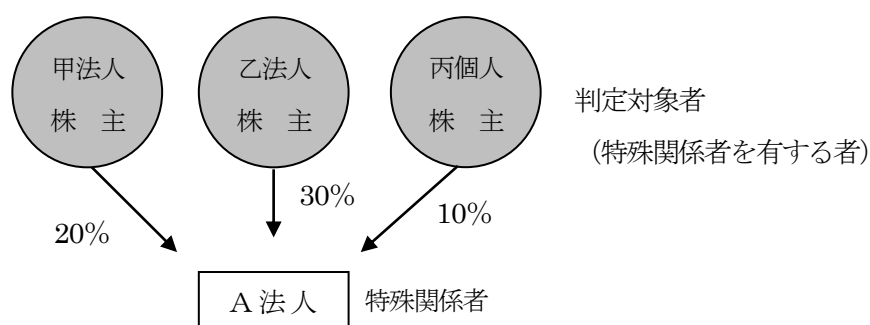 甲法人
株 主
乙法人
株 主
丙個人
株 主
判定対象者
(特殊関係者を有する者)
20%
30%
10%
A 法 人
特殊関係者